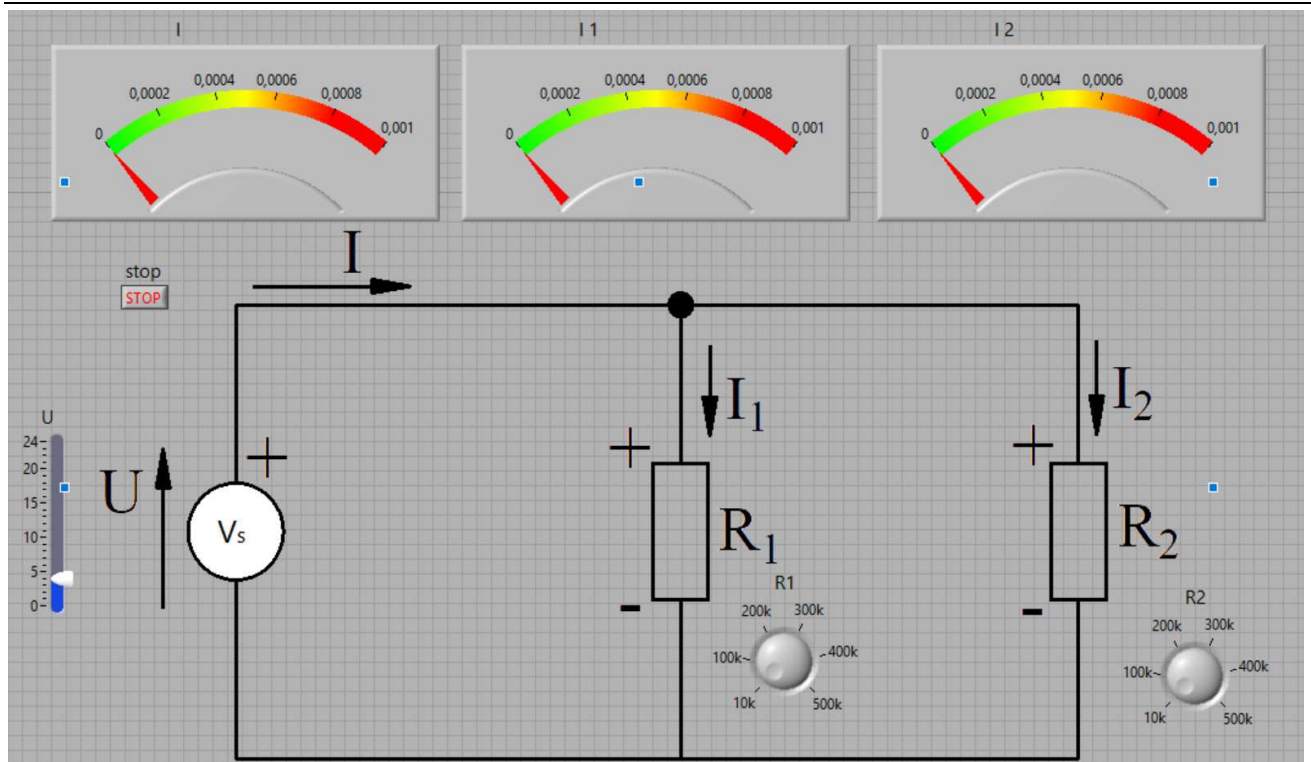 I
0
0,0002
0,0004
0,0006
0,0008
0,001
I 1
0
0,0002
0,0004
0,0006
0,0008
0,001
I 2
0
0,0002
0,0004
0,0006
0,0008
0,001
stop
STOP
I
U
24
20
15
10
5
0
U
+
Vs
I₁
+
R₁
-
R1
10k
100k
200k
300k
400k
500k
I₂
+
R₂
-
R2
10k
100k
200k
300k
400k
500k